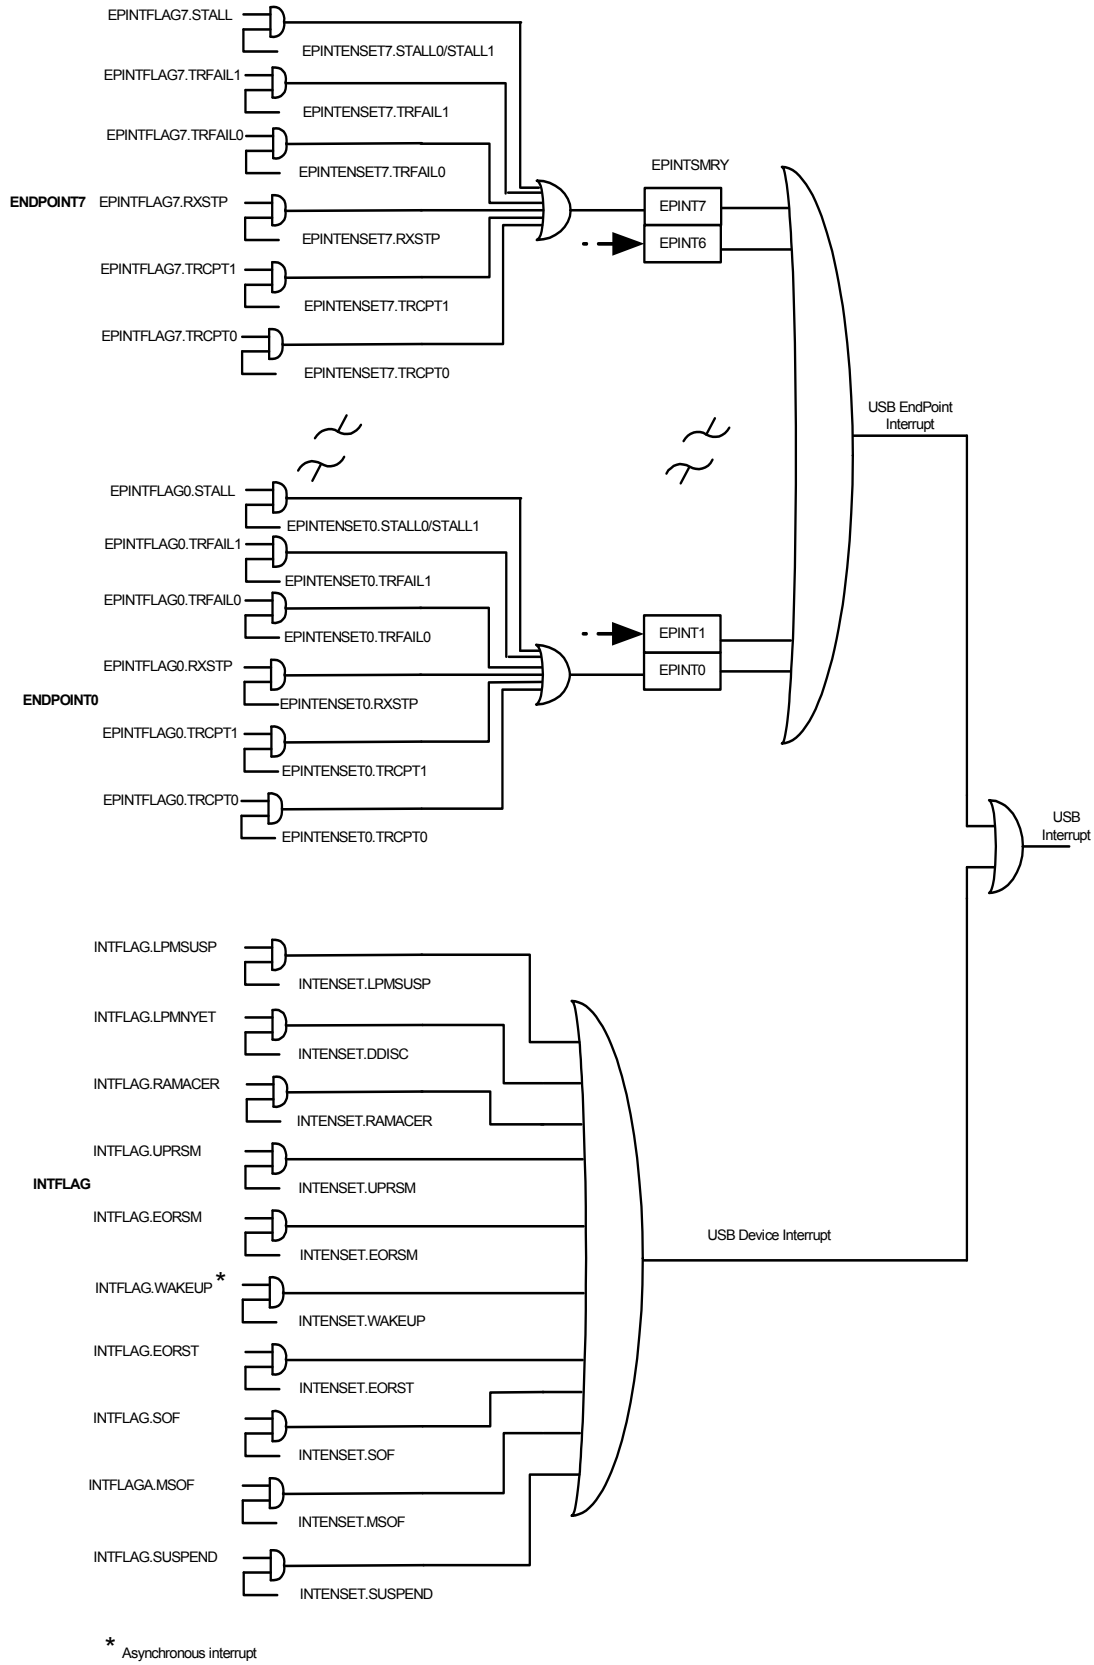 EPINTFLAG7.STALL
EPINTENSET7.STALL0/STALL1
EPINTFLAG7.TRFAIL1
EPINTENSET7.TRFAIL1
EPINTFLAG7.TRFAIL0
EPINTENSET7.TRFAIL0
EPINTSMRY
ENDPOINT7 EPINTFLAG7.RXSTP
EPINT7
EPINTENSET7.RXSTP
EPINT6
EPINTFLAG7.TRCPT1
EPINTENSET7.TRCPT1
EPINTFLAG7.TRCPT0
EPINTENSET7.TRCPT0
USB EndPoint
Interrupt
EPINTFLAG0.STALL
EPINTENSET0.STALL0/STALL1
EPINTFLAG0.TRFAIL1
EPINTENSET0.TRFAIL1
EPINTFLAG0.TRFAIL0
EPINTENSET0.TRFAIL0
EPINT1
EPINTFLAG0.RXSTP
EPINT0
ENDPOINT0
EPINTENSET0.RXSTP
EPINTFLAG0.TRCPT1
EPINTENSET0.TRCPT1
EPINTFLAG0.TRCPT0
EPINTENSET0.TRCPT0
USB
Interrupt
INTFLAG.LPMSUSP
INTENSET.LPMSUSP
INTFLAG.LPMNYET
INTENSET.DDISC
INTFLAG.RAMACER
INTENSET.RAMACER
INTFLAG.UPRSM
INTFLAG
INTENSET.UPRSM
INTFLAG.EORSM
USB Device Interrupt
INTENSET.EORSM
INTFLAG.WAKEUP *
INTENSET.WAKEUP
INTFLAG.EORST
INTENSET.EORST
INTFLAG.SOF
INTENSET.SOF
INTFLAGA.MSOF
INTENSET.MSOF
INTFLAG.SUSPEND
INTENSET.SUSPEND
* Asynchronous interrupt